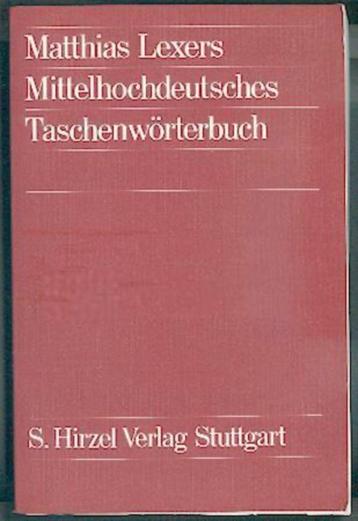 Matthias Lexers
Mittelhochdeutsches
Taschenwörterbuch
S. Hirzel Verlag Stuttgart